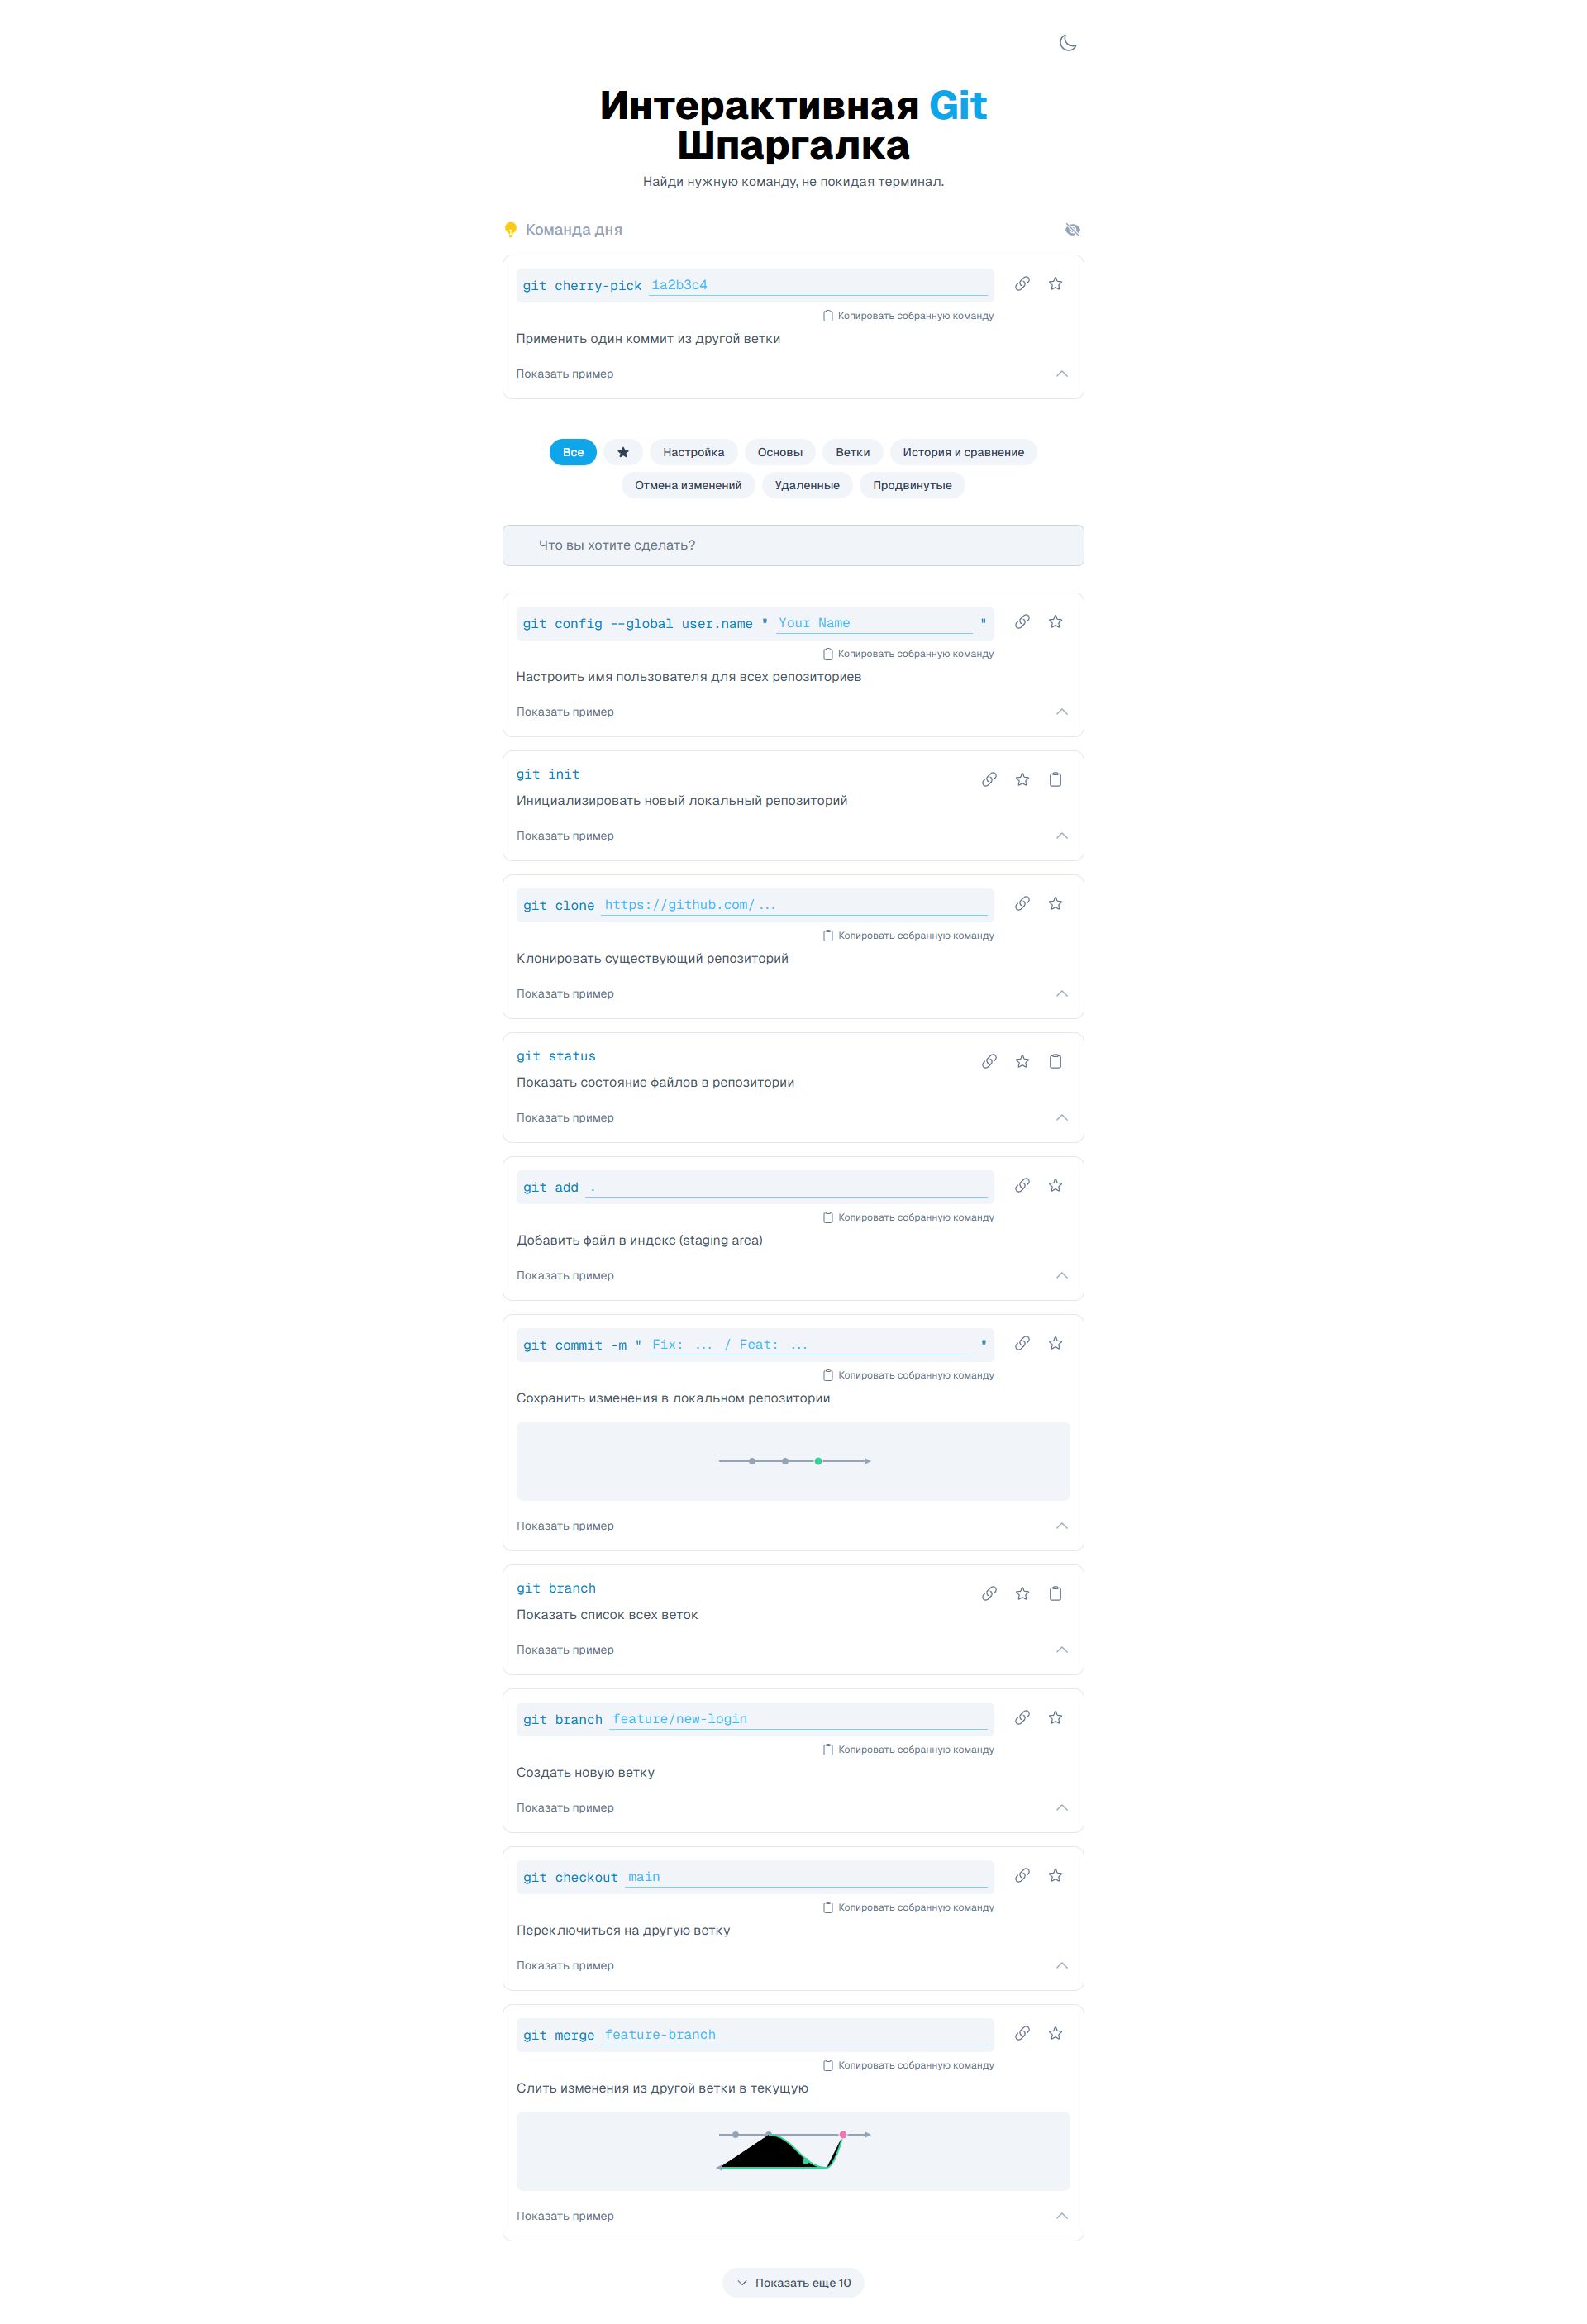 Интерактивная Git
Шпаргалка
Найди нужную команду, не покидая терминал.
Команда дня
git cherry-pick 1a2b3c4
Копировать собранную команду
Применить один коммит из другой ветки
Показать пример
Все Настройка Основы Ветки История и сравнение
Отмена изменений Удаленные Продвинутые
Что вы хотите сделать?
git config --global user.name " Your Name "
Копировать собранную команду
Настроить имя пользователя для всех репозиториев
Показать пример
git init
Инициализировать новый локальный репозиторий
Показать пример
git clone https://github.com/...
Копировать собранную команду
Клонировать существующий репозиторий
Показать пример
git status
Показать состояние файлов в репозитории
Показать пример
git add .
Копировать собранную команду
Добавить файл в индекс (staging area)
Показать пример
git commit -m " Fix: ... / Feat: ... "
Копировать собранную команду
Сохранить изменения в локальном репозитории
Показать пример
git branch
Показать список всех веток
Показать пример
git branch feature/new-login
Копировать собранную команду
Создать новую ветку
Показать пример
git checkout main
Копировать собранную команду
Переключиться на другую ветку
Показать пример
git merge feature-branch
Копировать собранную команду
Слить изменения из другой ветки в текущую
Показать пример
Показать еще 10